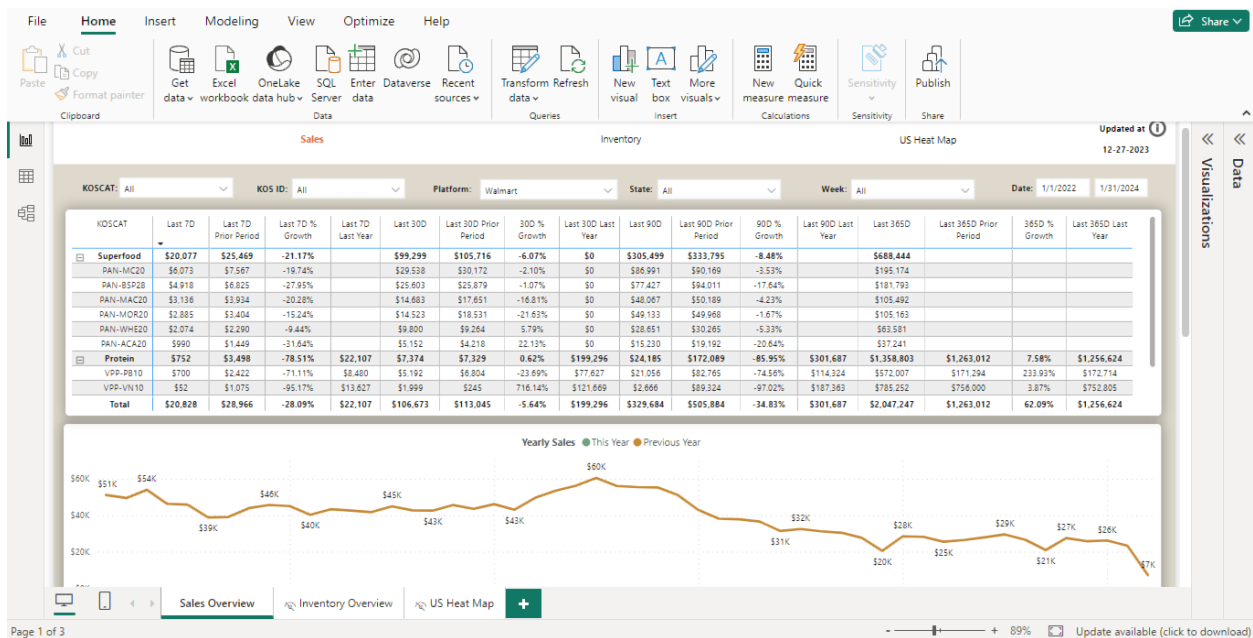 File Home Insert Modeling View Optimize Help Share
Cut
Copy
Format painter
Paste
Get data
Excel workbook
OneLake data hub
SQL Server
Enter data
Dataverse
Recent sources
Transform data
Refresh
New visual
Text box
More visuals
New measure
Quick measure
Sensitivity
Publish
Clipboard Data Queries Insert Calculations Sensitivity Share
Sales Inventory US Heat Map Updated at
12-27-2023
Visualizations
Data
KOSCAT: All KOS ID: All Platform: Walmart State: All Week: All Date: 1/1/2022 1/31/2024
KOSCAT Last 7D Last 7D Prior Period Last 7D % Growth Last 7D Last Year Last 30D Last 30D Prior Period 30D % Growth Last 30D Last Year Last 90D Last 90D Prior Period 90D % Growth Last 90D Last Year Last 365D Last 365D Prior Period 365D % Growth Last 365D Last Year
Superfood $20,077 $25,469 -21.17% $99,299 $105,716 -6.07% $0 $305,499 $333,795 -8.48% $688,444
PAN-MC20 $6,073 $7,567 -19.74% $29,538 $30,172 -2.10% $0 $86,991 $90,169 -3.53% $195,174
PAN-BSP28 $4,918 $6,825 -27.95% $25,603 $25,879 -1.07% $0 $77,427 $94,011 -17.64% $181,793
PAN-MAC20 $3,136 $3,934 -20.28% $14,683 $17,651 -16.81% $0 $48,067 $50,189 -4.23% $105,492
PAN-MOR20 $2,885 $3,404 -15.24% $14,523 $18,531 -21.63% $0 $49,133 $49,968 -1.67% $105,163
PAN-WHE20 $2,074 $2,290 -9.44% $9,800 $9,264 5.79% $0 $28,651 $30,265 -5.33% $63,581
PAN-ACA20 $990 $1,449 -31.64% $5,152 $4,218 22.13% $0 $15,230 $19,192 -20.64% $37,241
Protein $752 $3,498 -78.51% $22,107 $7,374 $7,329 0.62% $199,296 $24,185 $172,089 -85.95% $301,687 $1,358,803 $1,263,012 7.58% $1,256,624
VPP-PB10 $700 $2,422 -71.11% $8,480 $5,192 $6,804 -23.69% $77,627 $21,056 $82,765 -74.56% $114,324 $572,007 $171,294 233.93% $172,714
VPP-VN10 $52 $1,075 -95.17% $13,627 $1,999 $245 716.14% $121,669 $2,666 $89,324 -97.02% $187,363 $785,252 $756,000 3.87% $752,805
Total $20,828 $28,966 -28.09% $22,107 $106,673 $113,045 -5.64% $199,296 $329,684 $505,884 -34.83% $301,687 $2,047,247 $1,263,012 62.09% $1,256,624
Yearly Sales This Year Previous Year
$60K $40K $20K
$51K $54K $39K $46K $40K $45K $43K $43K $60K $31K $32K $20K $28K $25K $29K $21K $27K $26K $7K
Sales Overview Inventory Overview US Heat Map
Page 1 of 3 - + 89% Update available (click to download)